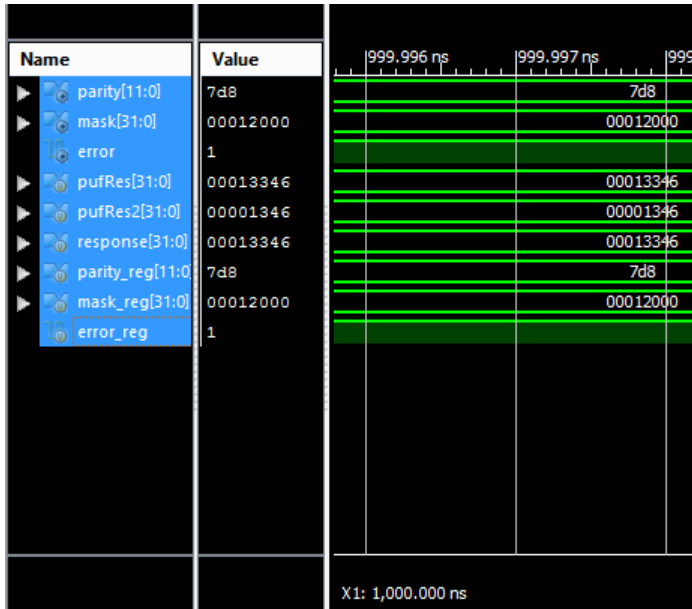 Name Value 999.996 ns 999.997 ns 999
parity[11:0] 7d8 7d8
mask[31:0] 00012000 00012000
error 1
pufRes[31:0] 00013346 00013346
pufRes2[31:0] 00001346 00001346
response[31:0] 00013346 00013346
parity_reg[11:0 7d8 7d8
mask_reg[31:0] 00012000 00012000
error_reg 1
X1: 1,000.000 ns